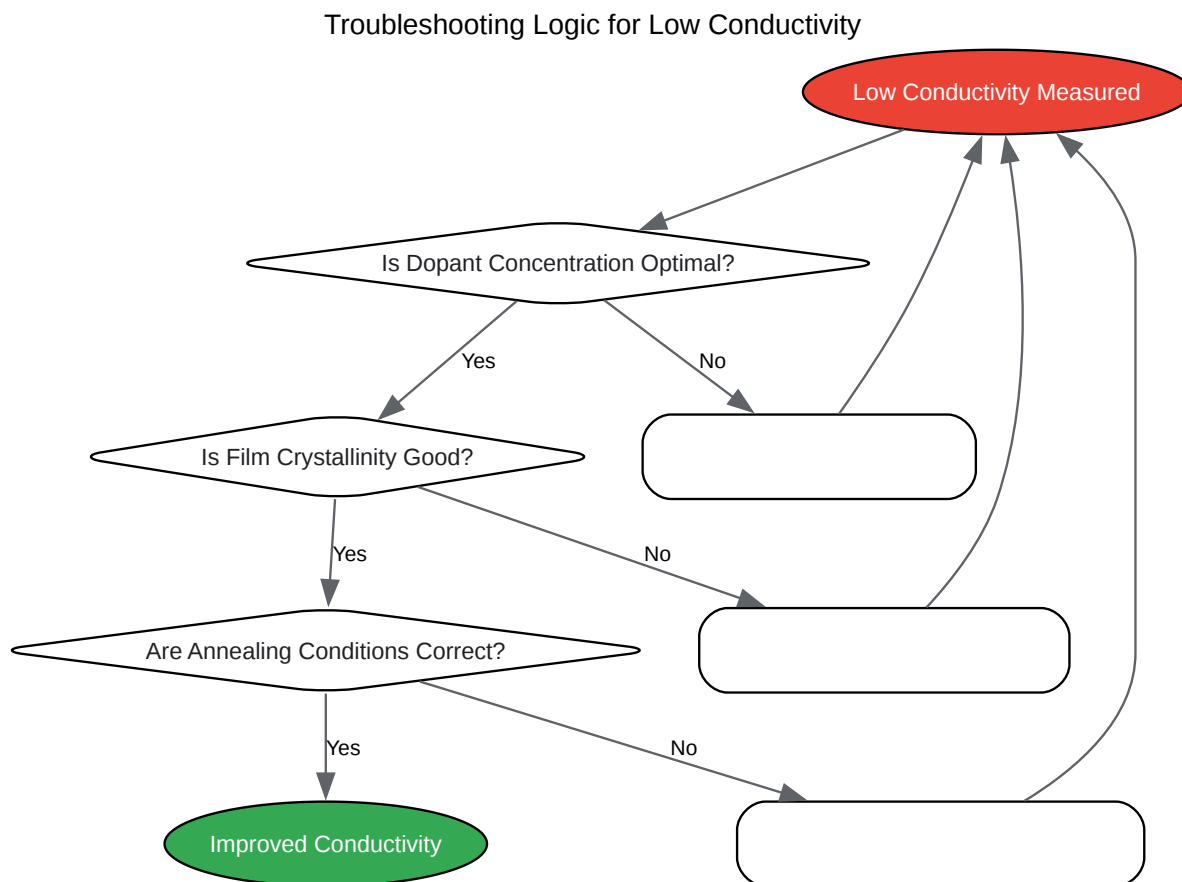 Troubleshooting Logic for Low Conductivity
Low Conductivity Measured
Is Dopant Concentration Optimal?
Yes
No
Is Film Crystallinity Good?
Yes
No
Are Annealing Conditions Correct?
Yes
No
Improved Conductivity